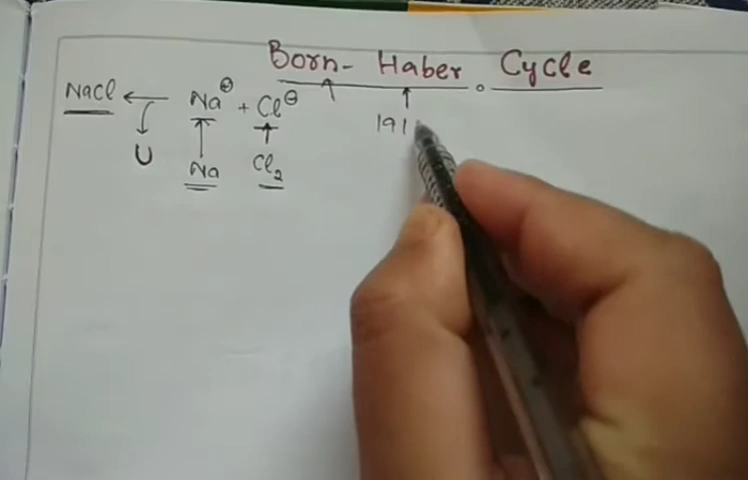 Born- Haber Cycle
NaCl ← Na⊕ + Cl⊖
191
U
Na Cl₂